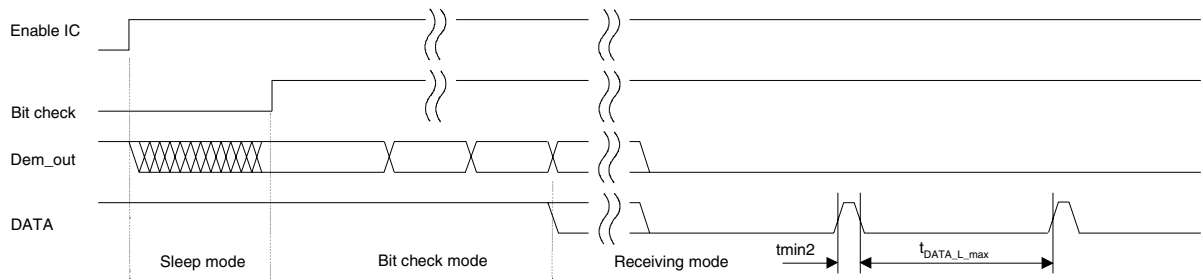 Enable IC
Bit check
Dem_out
DATA
tmin2
tDATA_L_max
Sleep mode
Bit check mode
Receiving mode